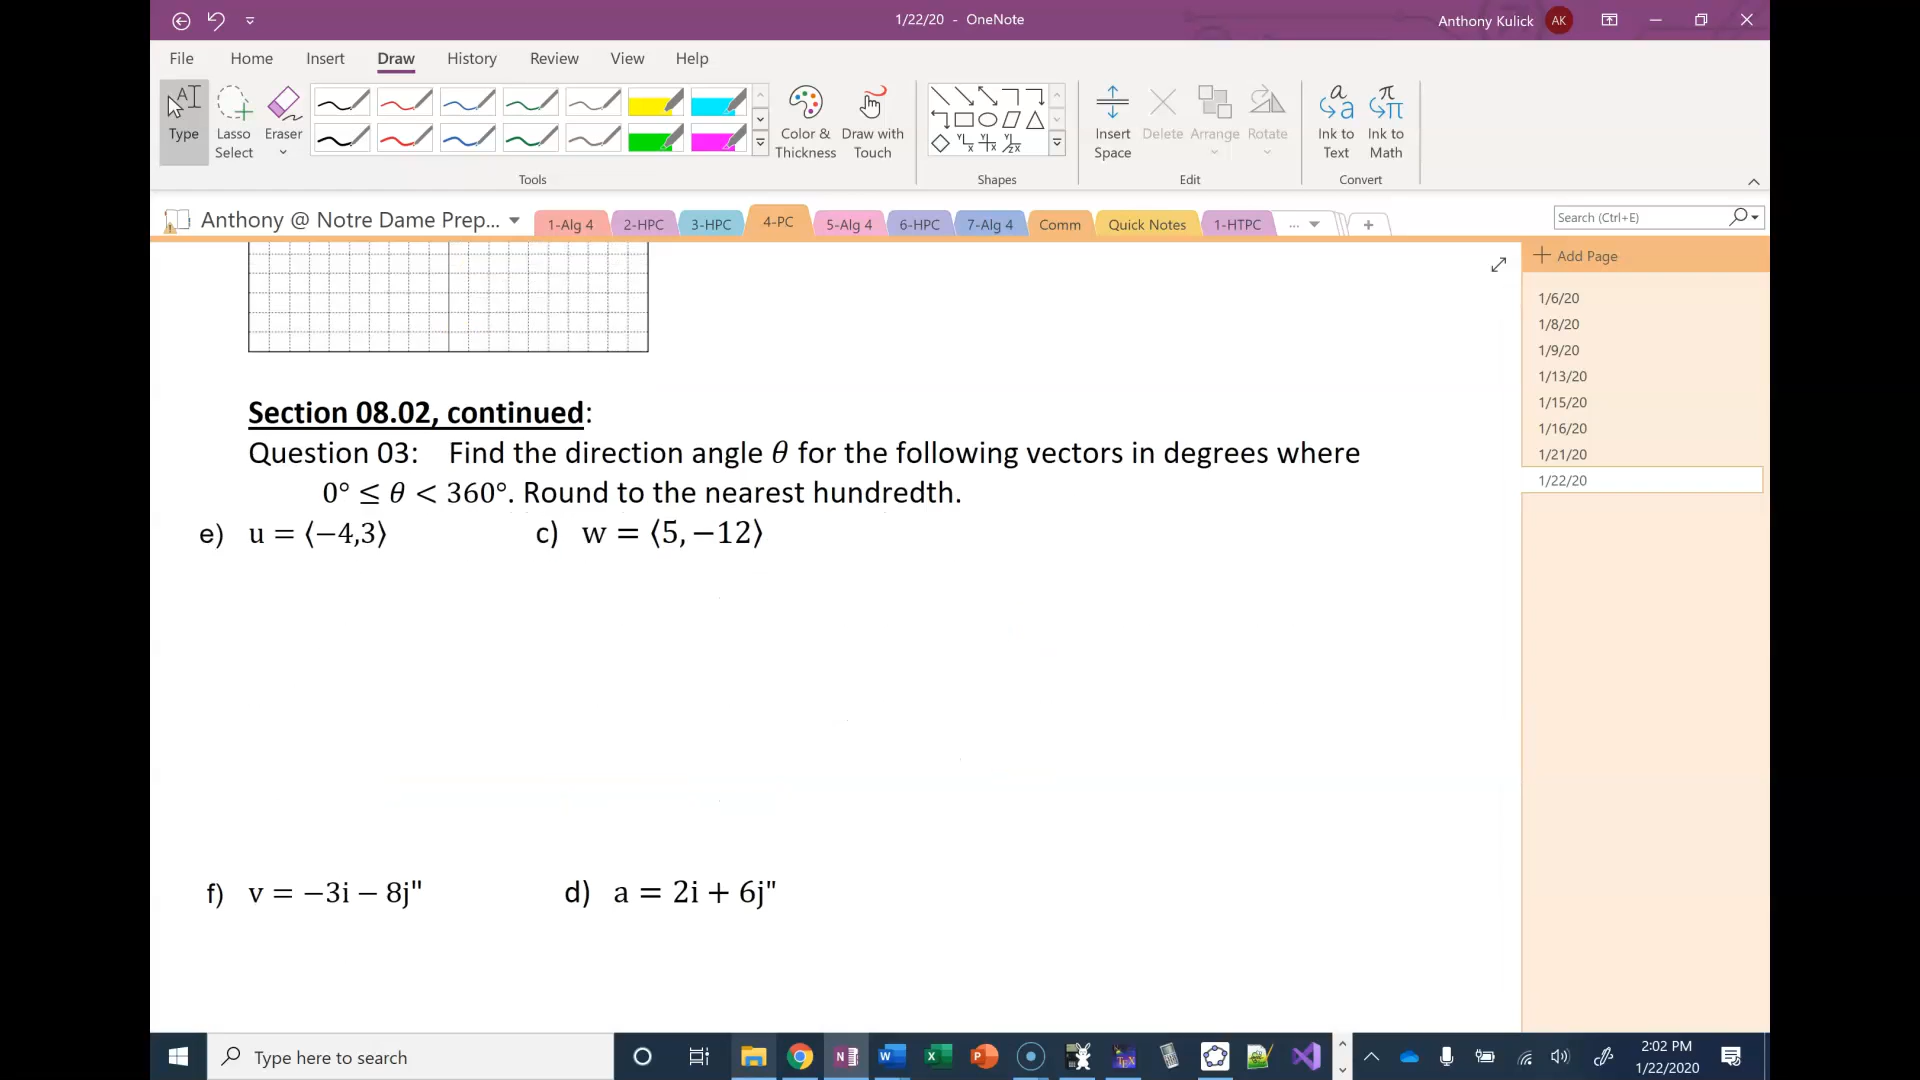 1/22/20 - OneNote
Anthony Kulick
AK
File Home Insert Draw History Review View Help
Type
Lasso Select
Eraser
Color & Thickness
Draw with Touch
Insert Space
Delete
Arrange
Rotate
Ink to Text
Ink to Math
Tools
Shapes
Edit
Convert
Anthony @ Notre Dame Prep...
1-Alg 4
2-HPC
3-HPC
4-PC
5-Alg 4
6-HPC
7-Alg 4
Comm
Quick Notes
1-HTPC
...
Search (Ctrl+E)
Add Page
1/6/20
1/8/20
1/9/20
1/13/20
1/15/20
1/16/20
1/21/20
1/22/20
Section 08.02, continued:
Question 03: Find the direction angle θ for the following vectors in degrees where
0° ≤ θ < 360°. Round to the nearest hundredth.
e) u = ⟨−4,3⟩ c) w = ⟨5, −12⟩
f) v = −3i − 8j" d) a = 2i + 6j"
Type here to search
2:02 PM
1/22/2020